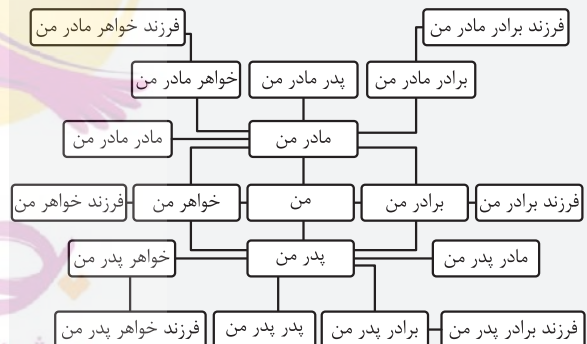 فرزند برادر مادر من
فرزند خواهر مادر من
برادر مادر من
پدر مادر من
خواهر مادر من
مادر من
مادر مادر من
فرزند برادر من
برادر من
من
خواهر من
فرزند خواهر من
مادر پدر من
پدر من
خواهر پدر من
فرزند برادر پدر من
برادر پدر من
پدر پدر من
فرزند خواهر پدر من